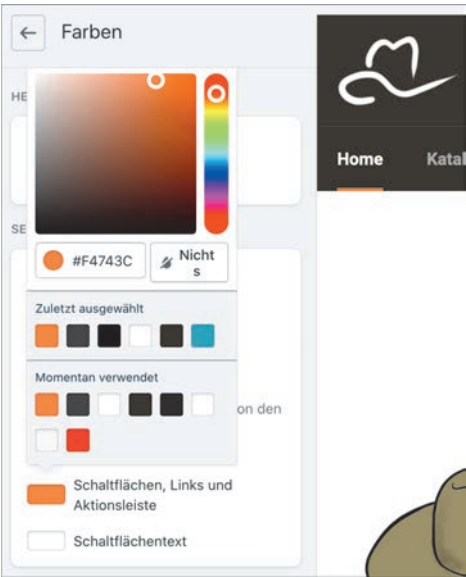 Farben
HE
Home Katal
SE
#F4743C
Nicht
s
Zuletzt ausgewählt
Momentan verwendet
on den
Schaltflächen, Links und
Aktionsleiste
Schaltflächentext